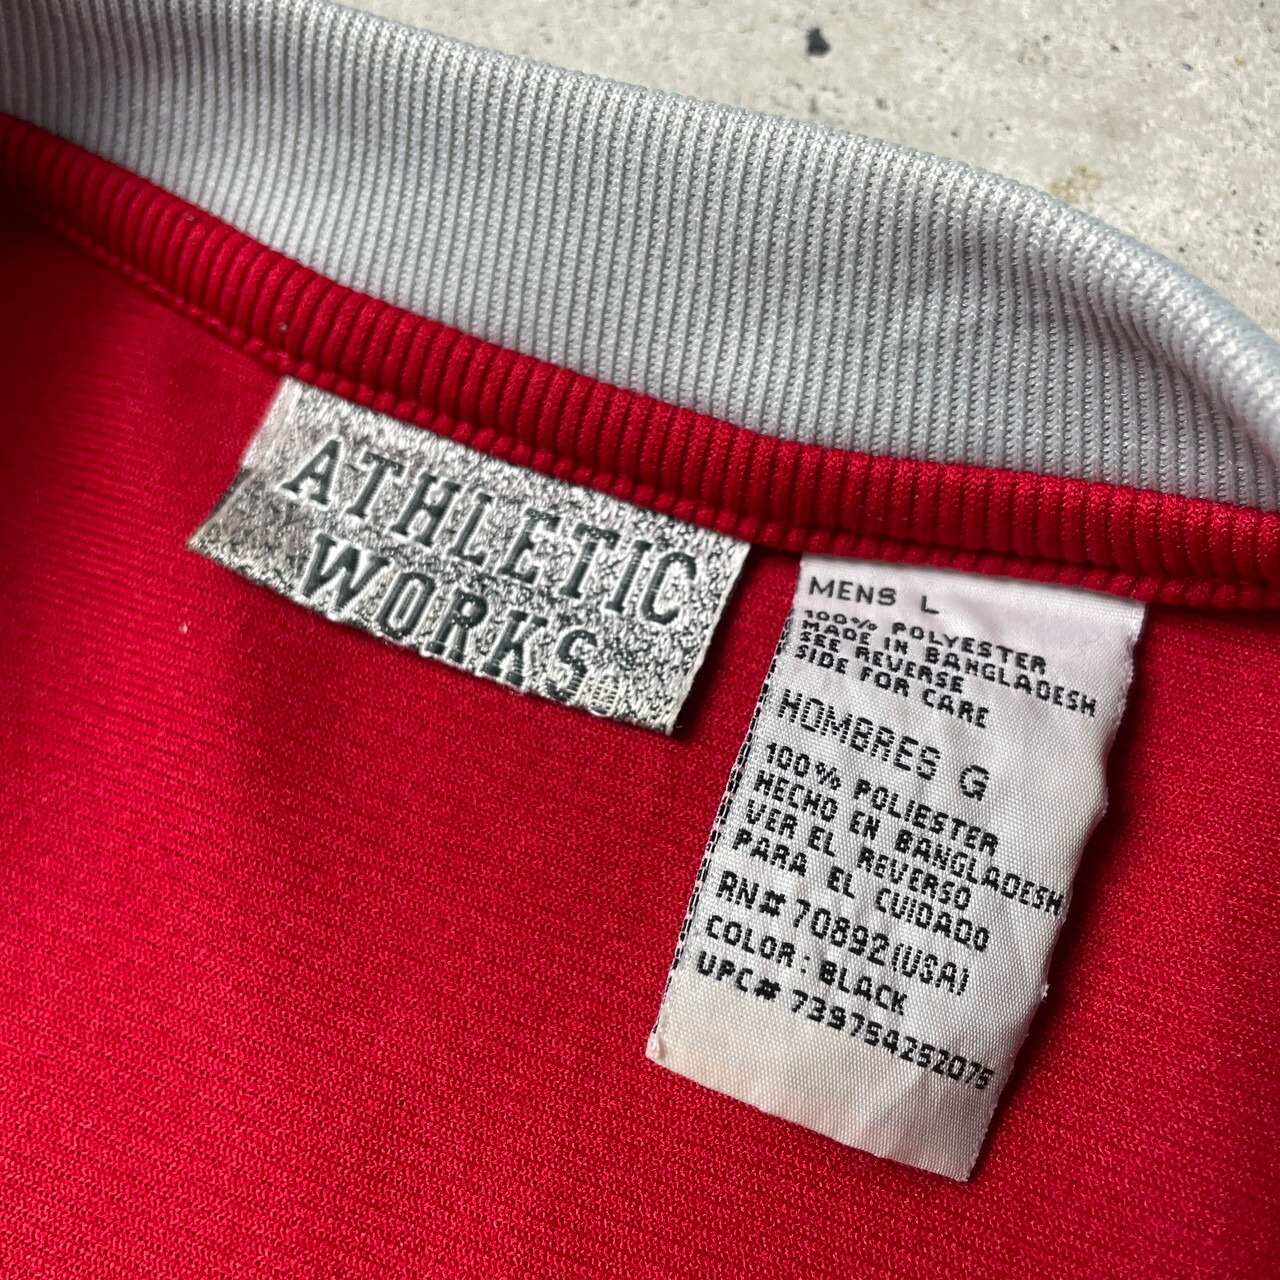 ATHLETIC
WORKS®
MENS L
100% POLYESTER
MADE IN BANGLADESH
SEE REVERSE
SIDE FOR CARE
HOMBRES G
100% POLIESTER
HECHO EN BANGLADESH
VER EL REVERSO
PARA EL CUIDADO
RN# 70892(USA)
COLOR: BLACK
UPC# 739754252075